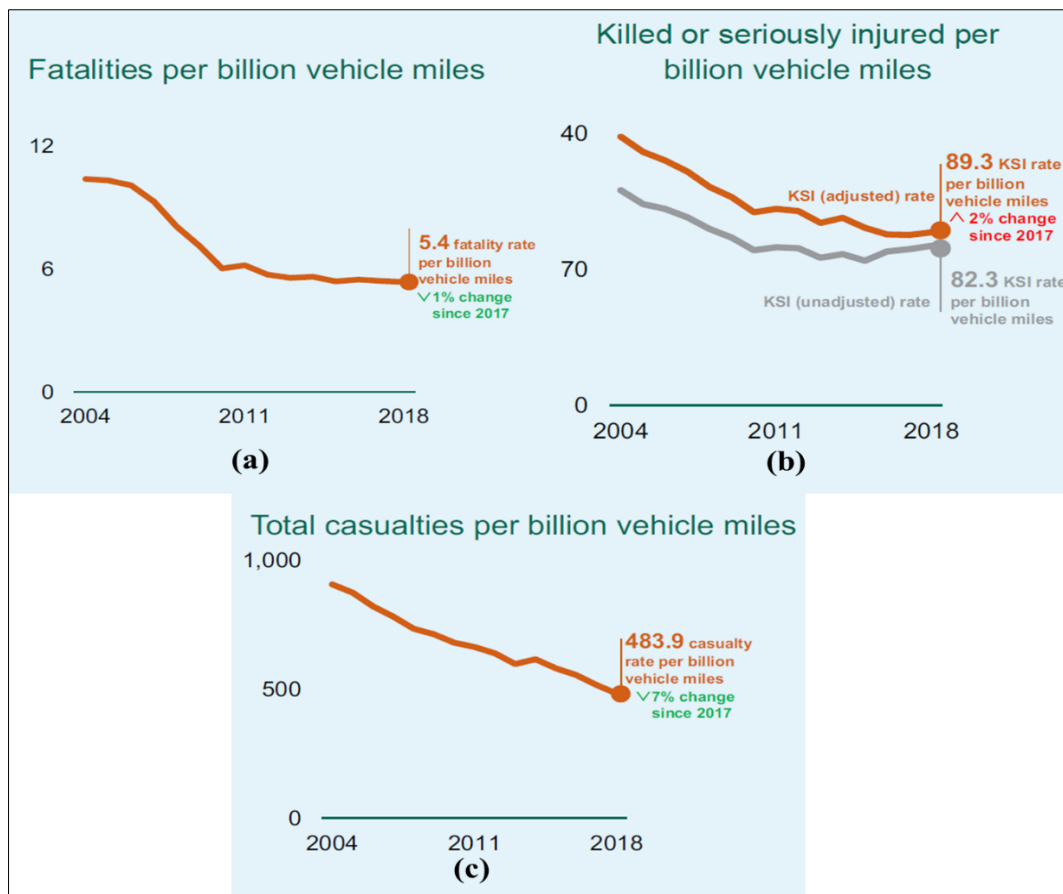 Fatalities per billion vehicle miles
12
6
0
2004 2011 2018
5.4 fatality rate
per billion
vehicle miles
∨1% change
since 2017
(a)
Killed or seriously injured per
billion vehicle miles
40
70
0
2004 2011 2018
KSI (adjusted) rate
89.3 KSI rate
per billion
vehicle miles
∧ 2% change
since 2017
KSI (unadjusted) rate
82.3 KSI rate
per billion
vehicle miles
(b)
Total casualties per billion vehicle miles
1,000
500
0
2004 2011 2018
483.9 casualty
rate per billion
vehicle miles
∨7% change
since 2017
(c)